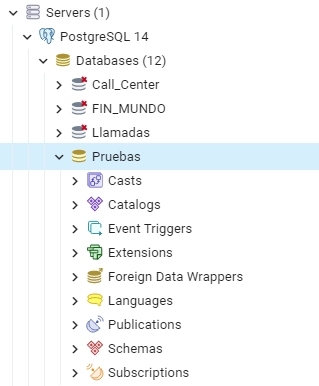 Servers (1)
PostgreSQL 14
Databases (12)
Call_Center
FIN_MUNDO
Llamadas
Pruebas
Casts
Catalogs
Event Triggers
Extensions
Foreign Data Wrappers
Languages
Publications
Schemas
Subscriptions